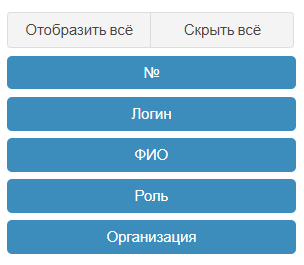 Отобразить всё Скрыть всё
№
Логин
ФИО
Роль
Организация